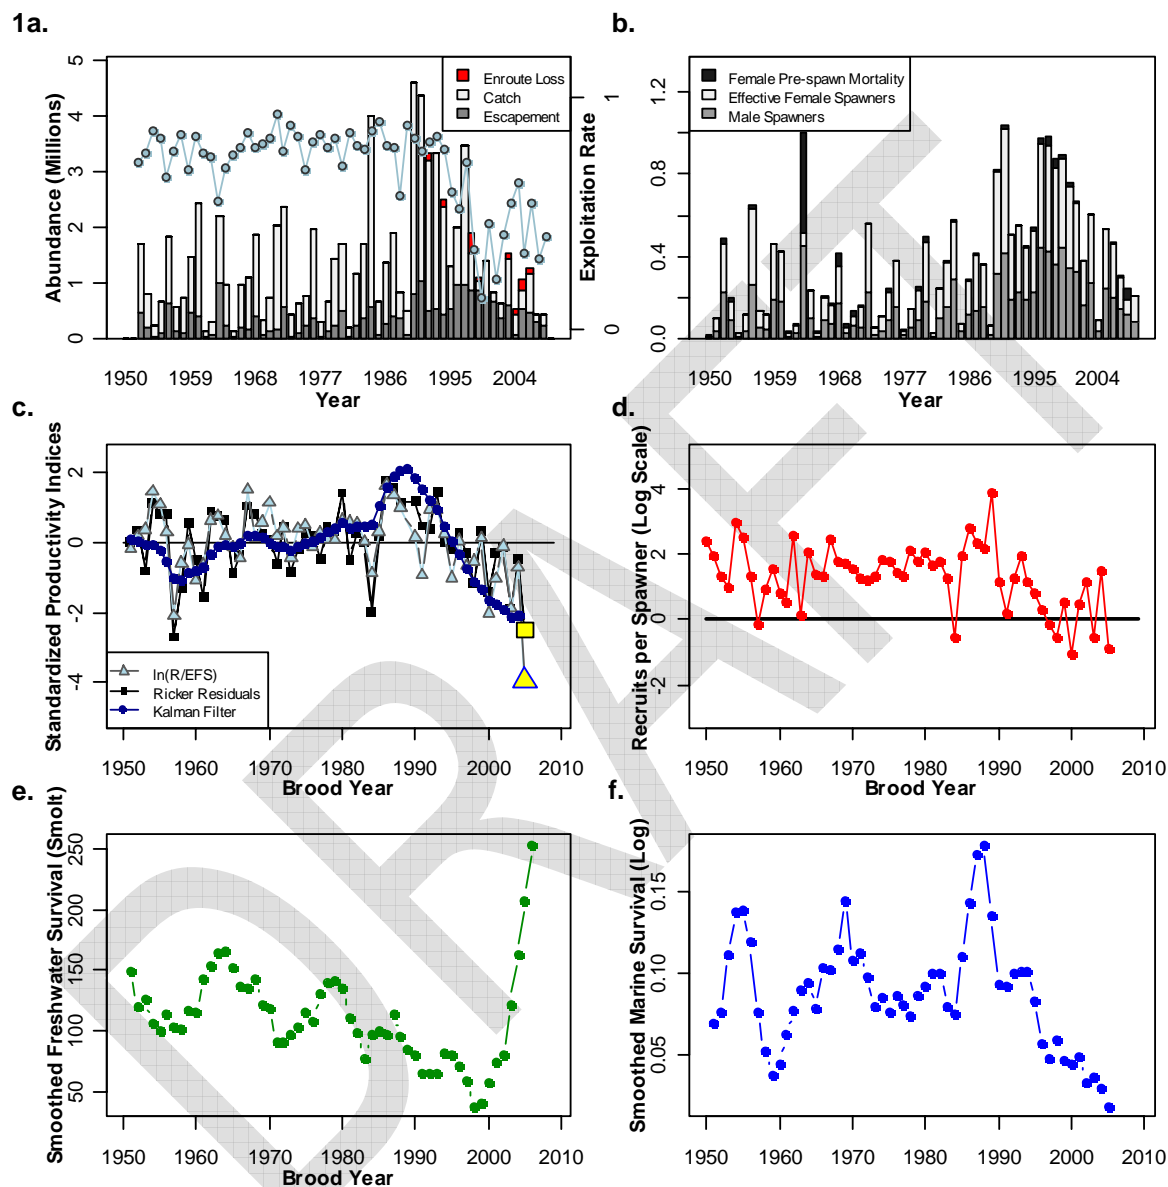 1a.
b.
Abundance (Millions)
5
4
3
2
1
0
Enroute Loss
Catch
Escapement
1
0
Exploitation Rate
1950 1959 1968 1977 1986 1995 2004
Year
1.2
0.8
0.4
0.0
Female Pre-spawn Mortality
Effective Female Spawners
Male Spawners
1950 1959 1968 1977 1986 1995 2004
Year
c.
d.
Standardized Productivity Indices
2
0
-2
-4
ln(R/EFS)
Ricker Residuals
Kalman Filter
1950 1960 1970 1980 1990 2000 2010
Brood Year
Recruits per Spawner (Log Scale)
4
2
0
-2
1950 1960 1970 1980 1990 2000 2010
Brood Year
e.
f.
Smoothed Freshwater Survival (Smolt)
250
200
150
100
50
1950 1960 1970 1980 1990 2000 2010
Brood Year
Smoothed Marine Survival (Log)
0.15
0.10
0.05
1950 1960 1970 1980 1990 2000 2010
DRAFT